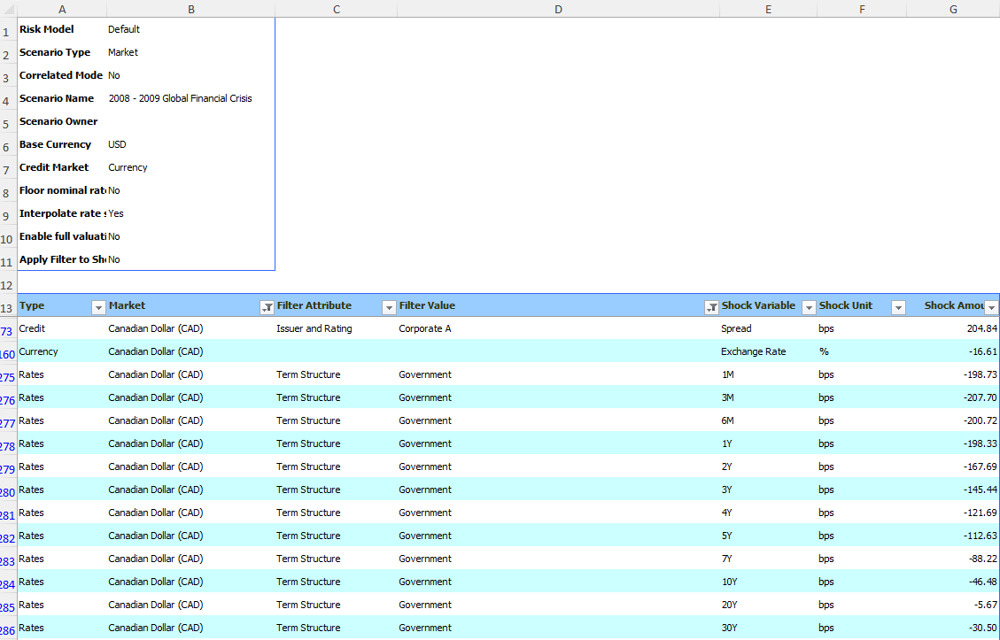 A B C D E F G
1 Risk Model Default
2 Scenario Type Market
3 Correlated Mode No
4 Scenario Name 2008 - 2009 Global Financial Crisis
5 Scenario Owner
6 Base Currency USD
7 Credit Market Currency
8 Floor nominal rat No
9 Interpolate rate s Yes
10 Enable full valuati No
11 Apply Filter to Sh No
12
13 Type Market Filter Attribute Filter Value Shock Variable Shock Unit Shock Amou
73 Credit Canadian Dollar (CAD) Issuer and Rating Corporate A Spread bps 204.84
160 Currency Canadian Dollar (CAD) Exchange Rate % -16.61
275 Rates Canadian Dollar (CAD) Term Structure Government 1M bps -198.73
276 Rates Canadian Dollar (CAD) Term Structure Government 3M bps -207.70
277 Rates Canadian Dollar (CAD) Term Structure Government 6M bps -200.72
278 Rates Canadian Dollar (CAD) Term Structure Government 1Y bps -198.33
279 Rates Canadian Dollar (CAD) Term Structure Government 2Y bps -167.69
280 Rates Canadian Dollar (CAD) Term Structure Government 3Y bps -145.44
281 Rates Canadian Dollar (CAD) Term Structure Government 4Y bps -121.69
282 Rates Canadian Dollar (CAD) Term Structure Government 5Y bps -112.63
283 Rates Canadian Dollar (CAD) Term Structure Government 7Y bps -88.22
284 Rates Canadian Dollar (CAD) Term Structure Government 10Y bps -46.48
285 Rates Canadian Dollar (CAD) Term Structure Government 20Y bps -5.67
286 Rates Canadian Dollar (CAD) Term Structure Government 30Y bps -30.50